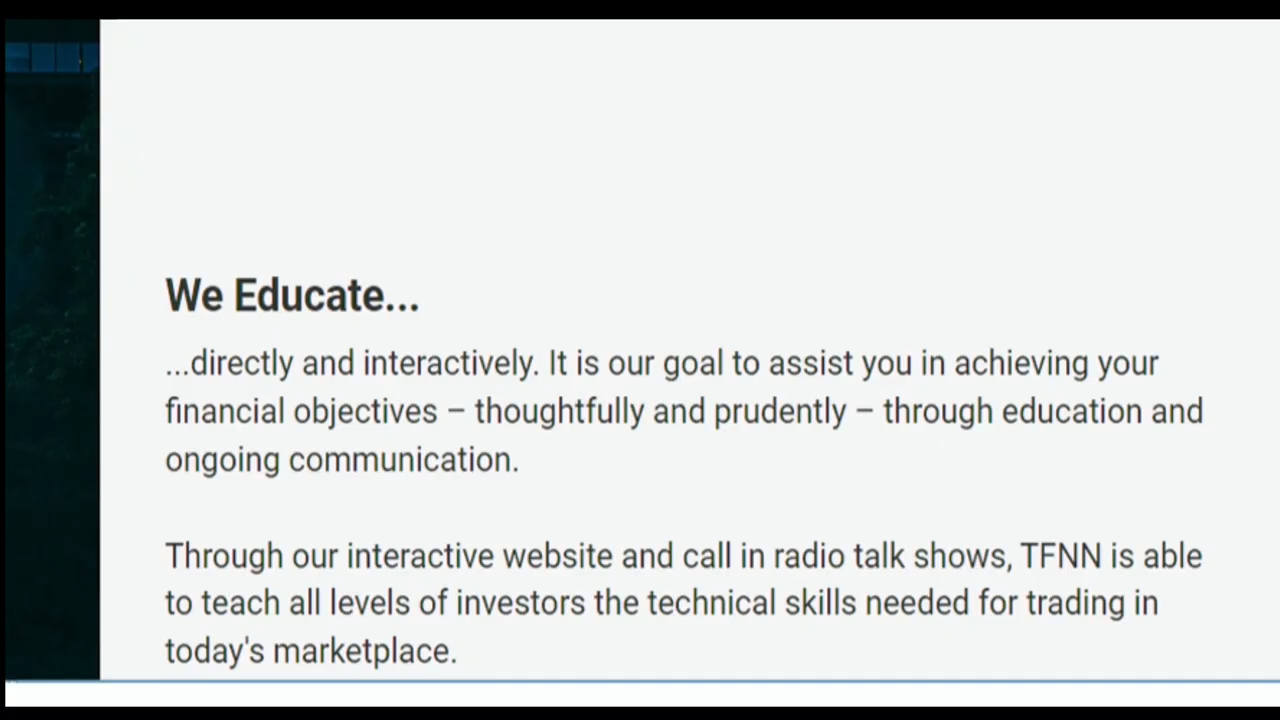 We Educate...
...directly and interactively. It is our goal to assist you in achieving your
financial objectives – thoughtfully and prudently – through education and
ongoing communication.
Through our interactive website and call in radio talk shows, TFNN is able
to teach all levels of investors the technical skills needed for trading in
today's marketplace.